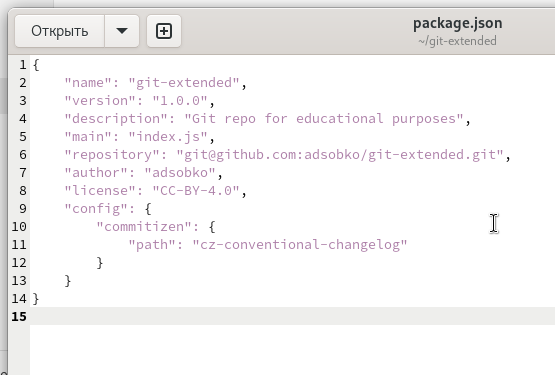 Открыть
package.json
~/git-extended
1 {
2     "name": "git-extended",
3     "version": "1.0.0",
4     "description": "Git repo for educational purposes",
5     "main": "index.js",
6     "repository": "git@github.com:adsobko/git-extended.git",
7     "author": "adsobko",
8     "license": "CC-BY-4.0",
9     "config": {
10         "commitizen": {
11             "path": "cz-conventional-changelog"
12         }
13     }
14 }
15